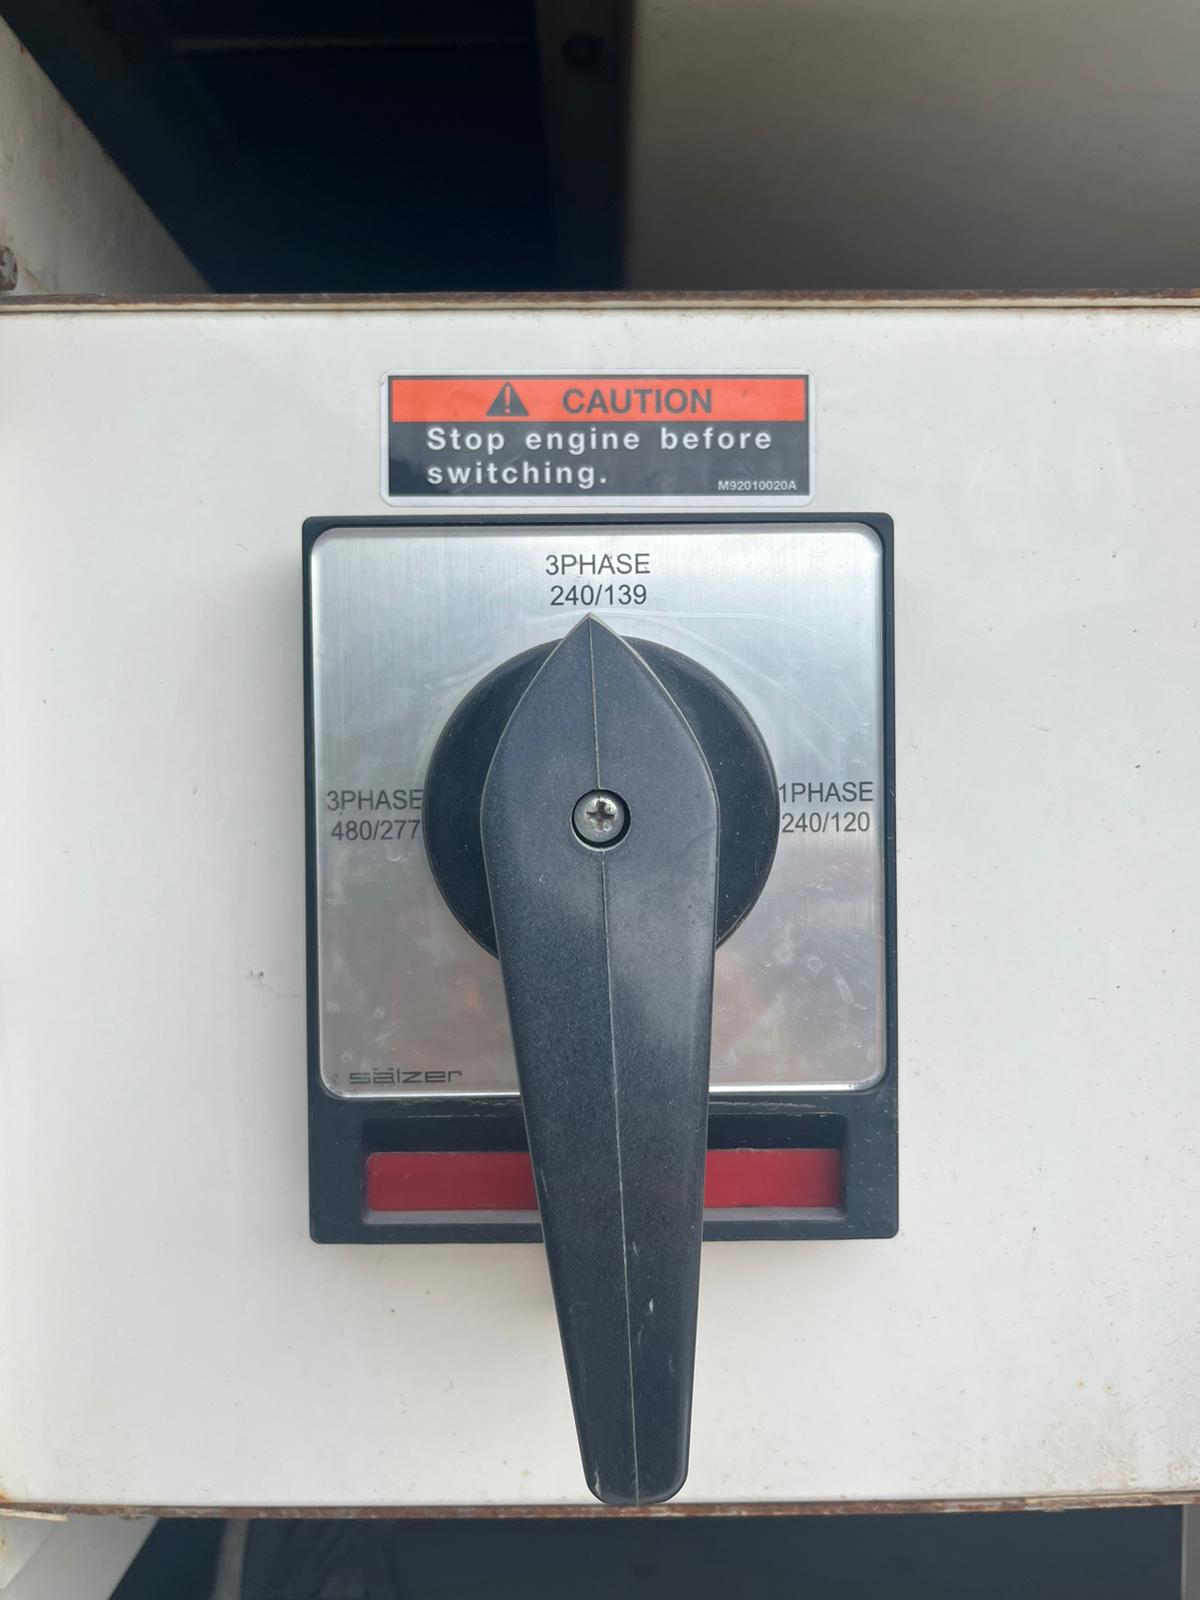 CAUTION
Stop engine before
switching.
M92010020A
3PHASE
240/139
3PHASE
480/277
1PHASE
240/120
sälzer